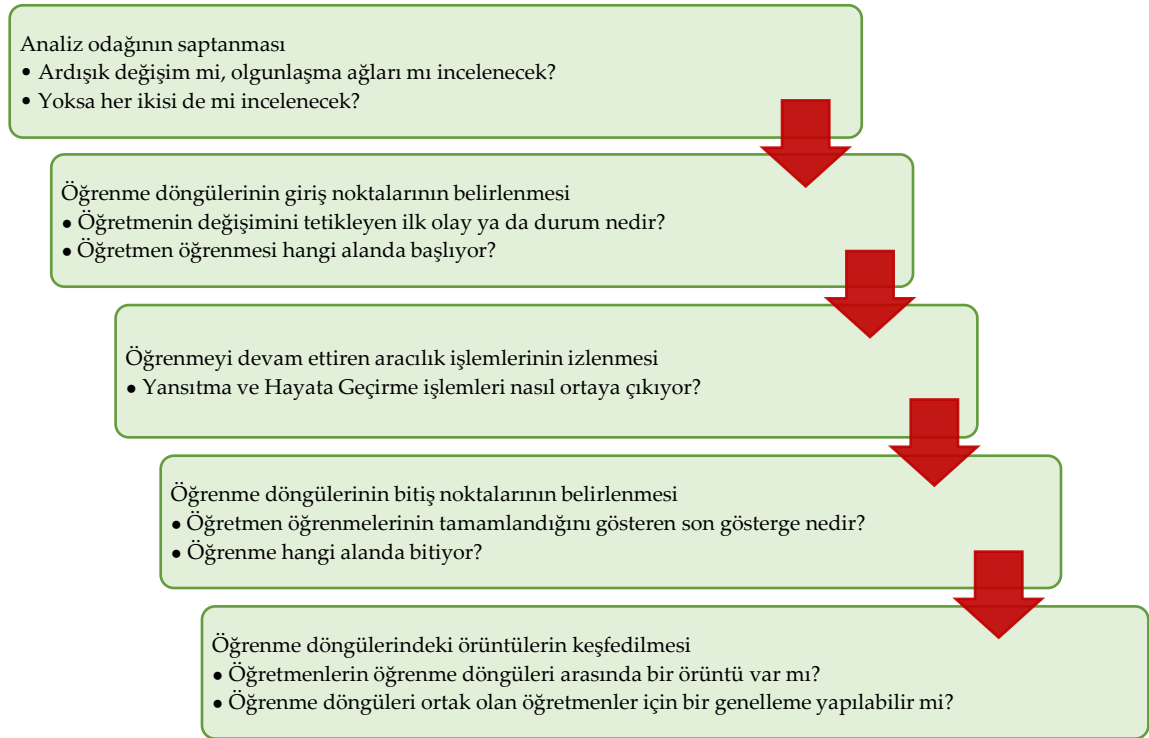 Analiz odağının saptanması
• Ardışık değişim mi, olgunlaşma ağları mı incelenecek?
• Yoksa her ikisi de mi incelenecek?
Öğrenme döngülerinin giriş noktalarının belirlenmesi
• Öğretmenin değişimini tetikleyen ilk olay ya da durum nedir?
• Öğretmen öğrenmesi hangi alanda başlıyor?
Öğrenmeyi devam ettiren aracılık işlemlerinin izlenmesi
• Yansıtma ve Hayata Geçirme işlemleri nasıl ortaya çıkıyor?
Öğrenme döngülerinin bitiş noktalarının belirlenmesi
• Öğretmen öğrenmelerinin tamamlandığını gösteren son gösterge nedir?
• Öğrenme hangi alanda bitiyor?
Öğrenme döngülerindeki örüntülerin keşfedilmesi
• Öğretmenlerin öğrenme döngüleri arasında bir örüntü var mı?
• Öğrenme döngüleri ortak olan öğretmenler için bir genelleme yapılabilir mi?